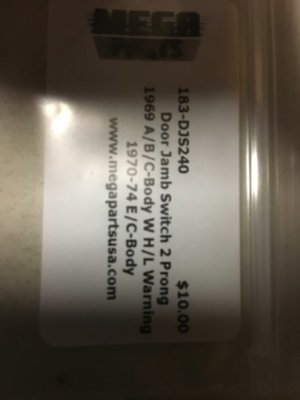 MEGA
PARTS
183-DJS240 $10.00
Door Jamb Switch 2 Prong
1969 A/B/C-Body W H/L Warning
1970-74 E/C-Body
www.megapartsusa.com